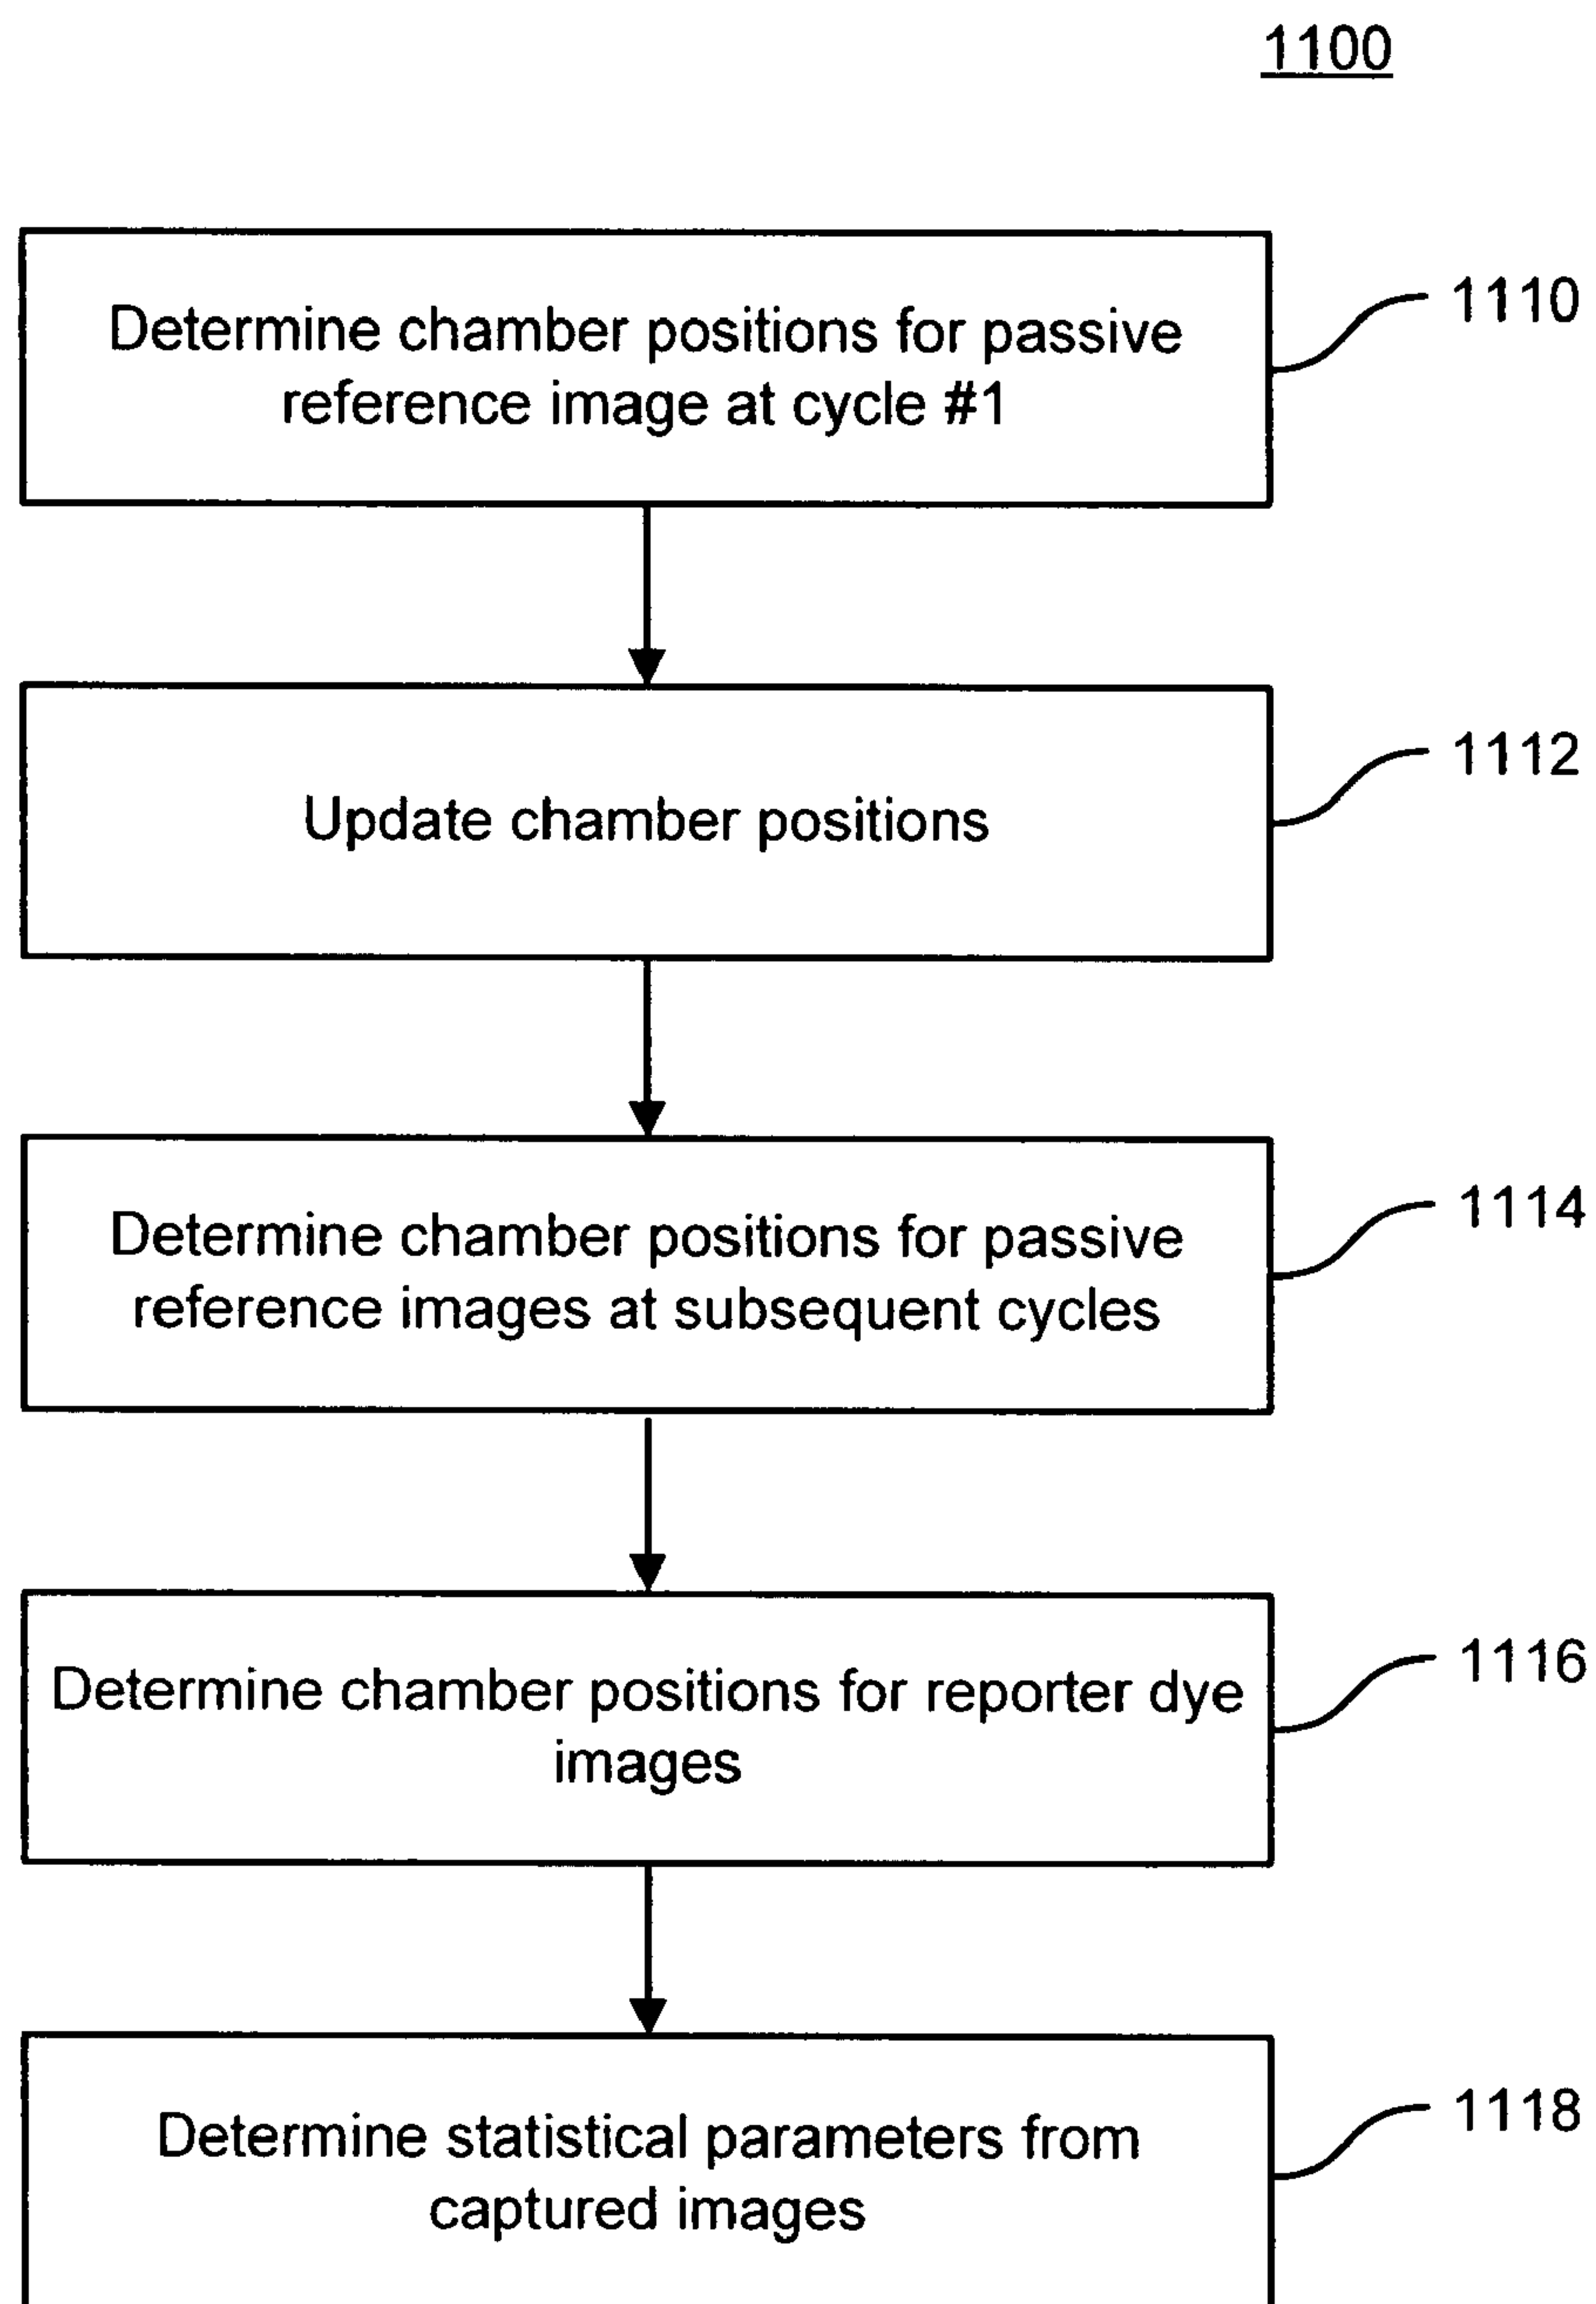 1100
Determine chamber positions for passive
reference image at cycle #1
1110
Update chamber positions
1112
Determine chamber positions for passive
reference images at subsequent cycles
1114
Determine chamber positions for reporter dye
images
1116
Determine statistical parameters from
captured images
1118